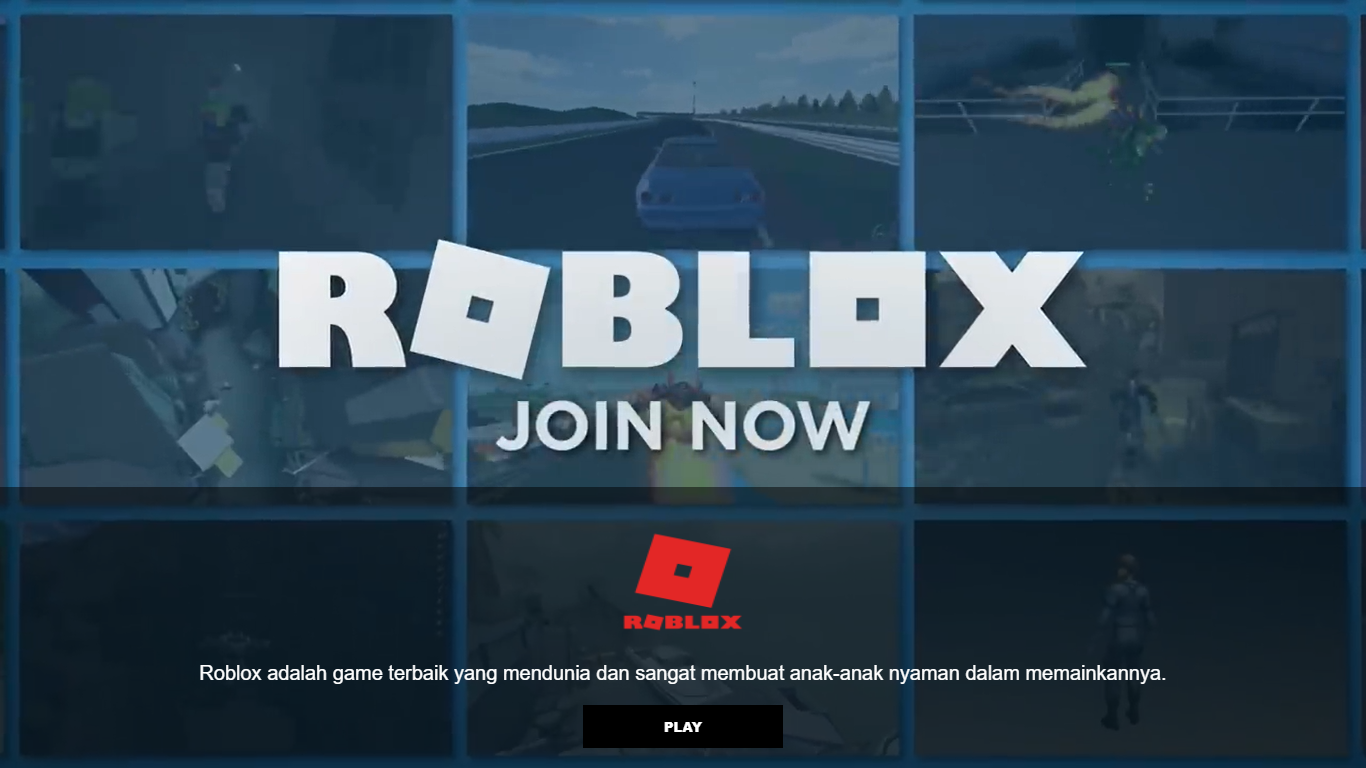 ROBLOX
JOIN NOW
ROBLOX
Roblox adalah game terbaik yang mendunia dan sangat membuat anak-anak nyaman dalam memainkannya.
PLAY